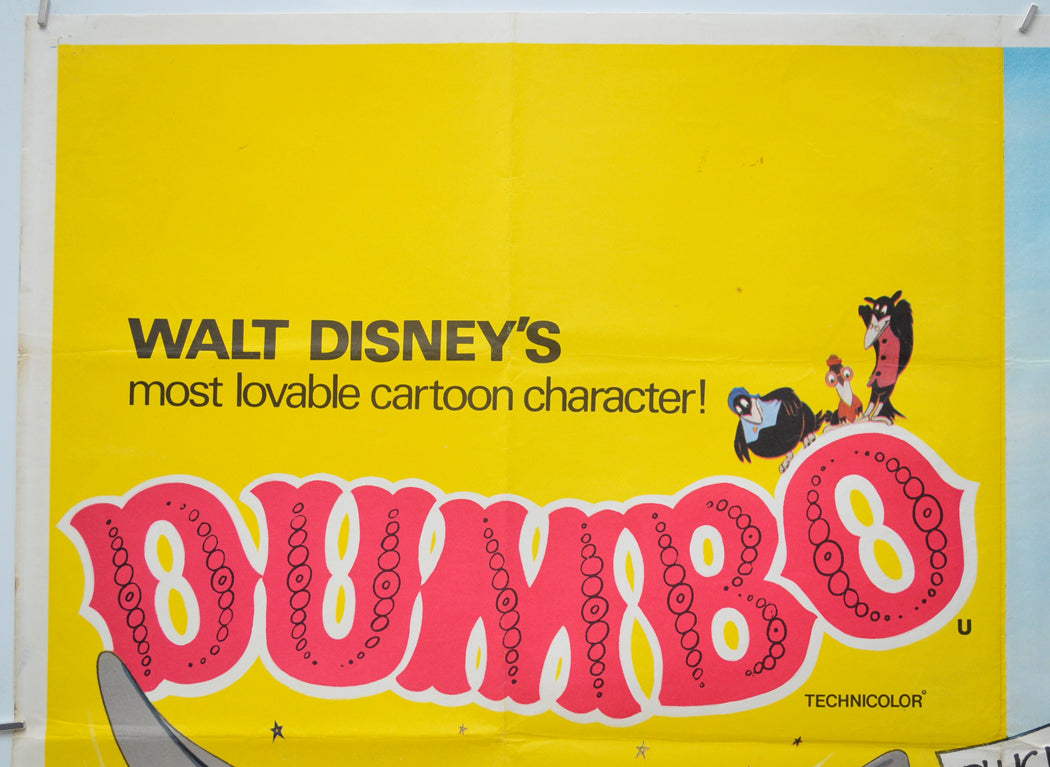 WALT DISNEY'S
most lovable cartoon character!
DUMBO
U
TECHNICOLOR®